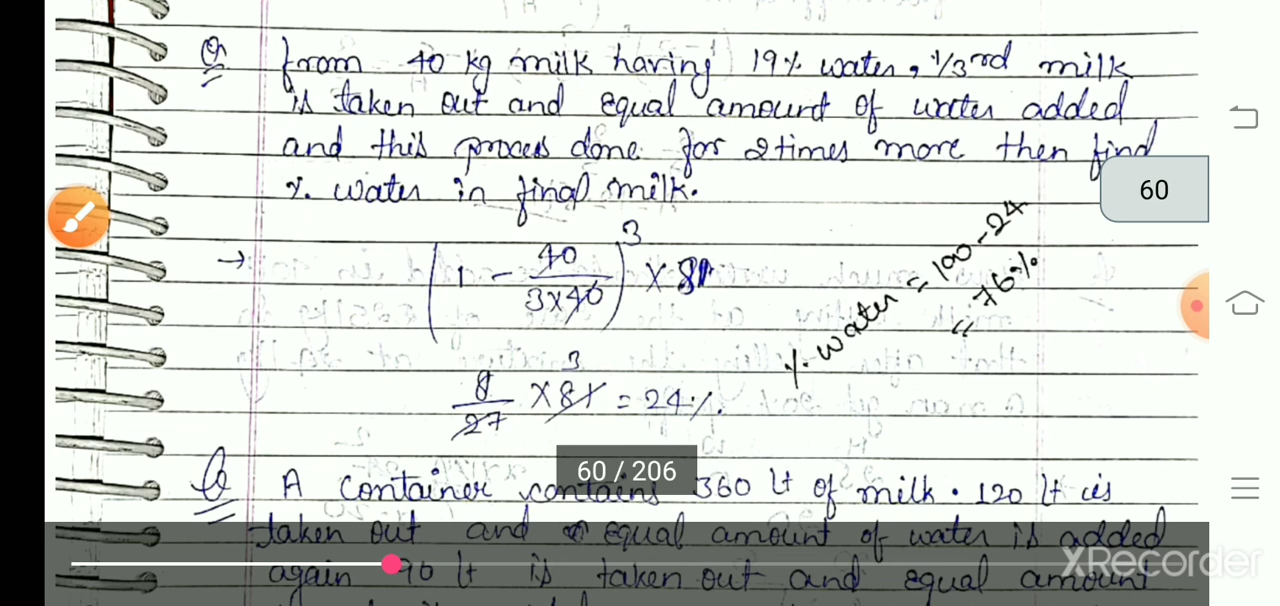 Q from 40 kg milk having 19% water, 1/3rd milk
is taken out and equal amount of water added
and this process done for 2 times more then find
% water in final milk.
60
→ (1 - 40/3×40)³ × 81
% water = 100-24
= 76%
8/27 × 81 3 = 24%.
60 / 206
Q A container contains 360 lt of milk. 120 lt is
taken out and equal amount of water is added
again 90 lt is taken out and equal amount
XRecorder